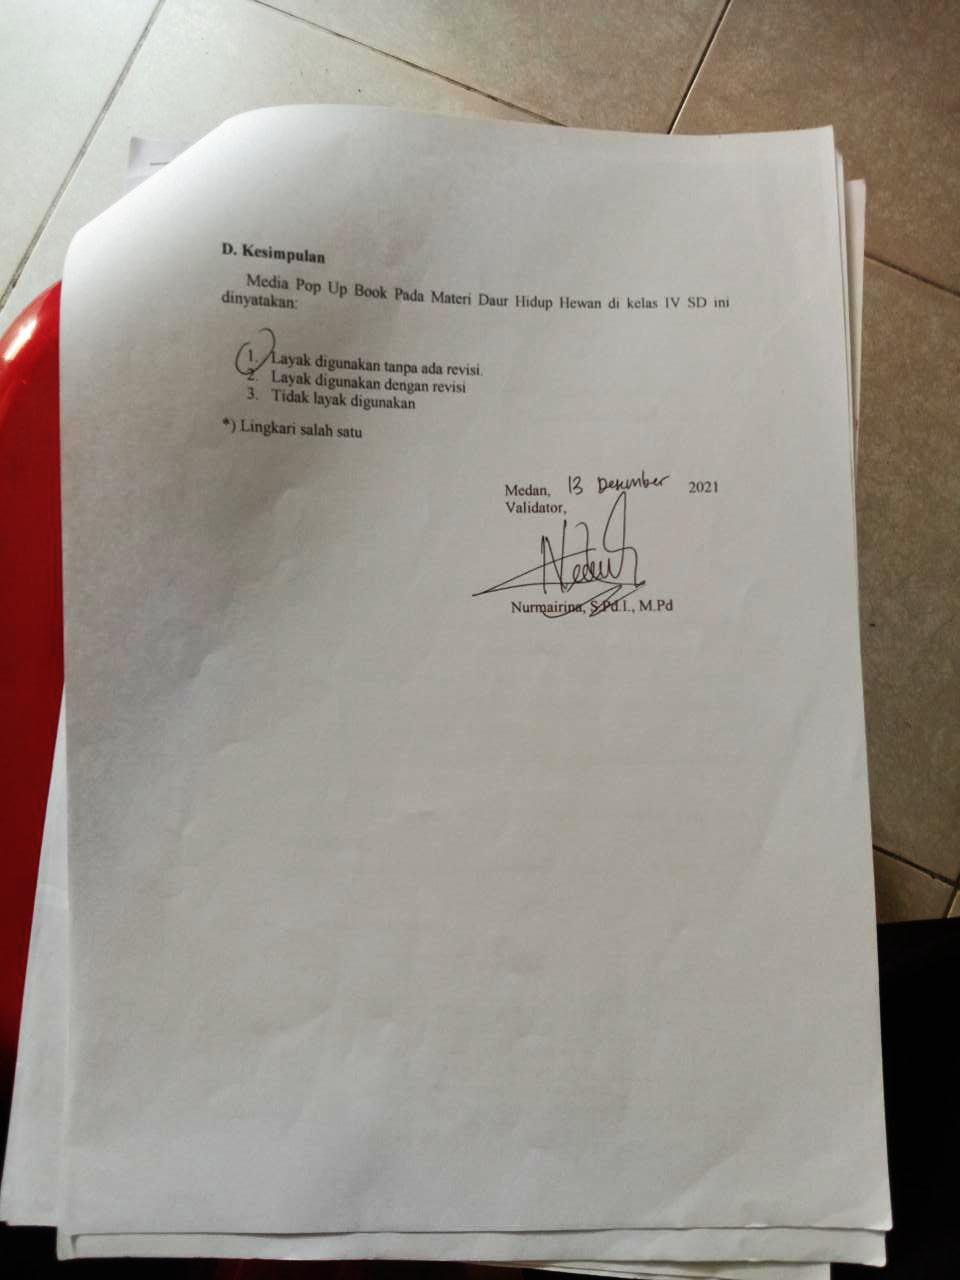 D. Kesimpulan
Media Pop Up Book Pada Materi Daur Hidup Hewan di kelas IV SD ini
dinyatakan:
1. Layak digunakan tanpa ada revisi.
2. Layak digunakan dengan revisi
3. Tidak layak digunakan
*) Lingkari salah satu
Medan, 13 Desember 2021
Validator,
Nurmairina, S.Pd.I., M.Pd